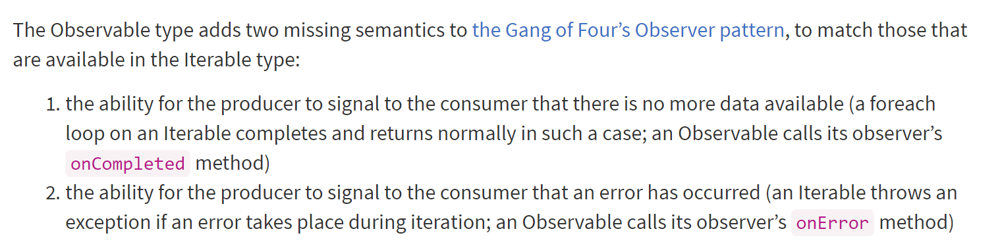 The Observable type adds two missing semantics to the Gang of Four’s Observer pattern, to match those that
are available in the Iterable type:
1. the ability for the producer to signal to the consumer that there is no more data available (a foreach
loop on an Iterable completes and returns normally in such a case; an Observable calls its observer’s
onCompleted method)
2. the ability for the producer to signal to the consumer that an error has occurred (an Iterable throws an
exception if an error takes place during iteration; an Observable calls its observer’s onError method)